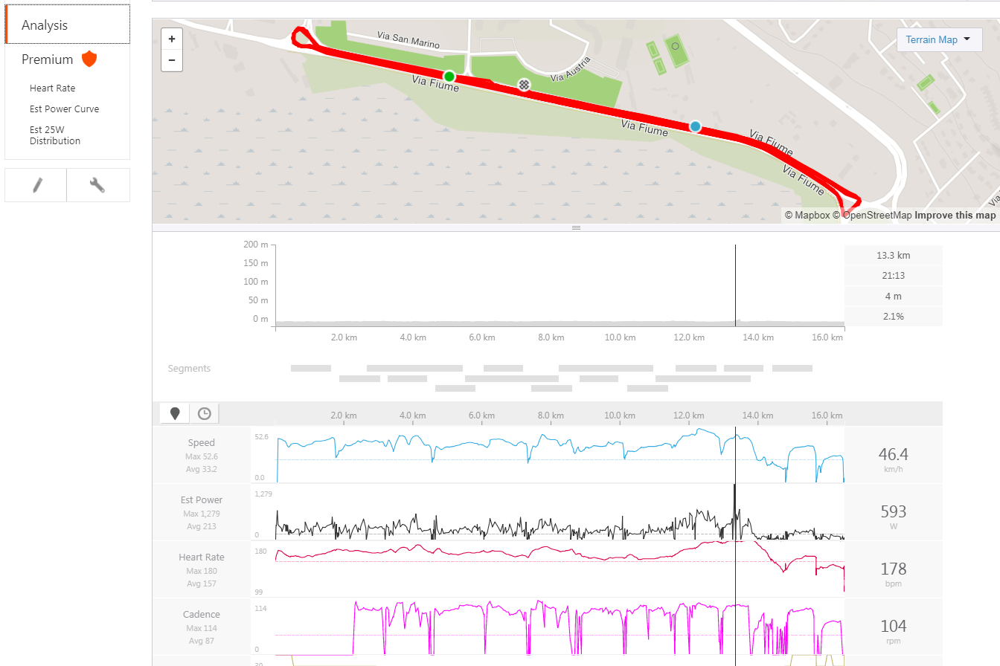 Analysis
Premium
Heart Rate
Est Power Curve
Est 25W
Distribution
+
−
Via San Marino
Via Austria
Via Fiume
Via Fiume
Via Fiume
Via Fiume
Terrain Map
© Mapbox © OpenStreetMap Improve this map
200 m
150 m
100 m
50 m
0 m
2.0 km 4.0 km 6.0 km 8.0 km 10.0 km 12.0 km 14.0 km 16.0 km
13.3 km
21:13
4 m
2.1%
Segments
2.0 km 4.0 km 6.0 km 8.0 km 10.0 km 12.0 km 14.0 km 16.0 km
Speed
Max 52.6
Avg 33.2
52.6
0.0
46.4
km/h
Est Power
Max 1,279
Avg 213
1,279
0
593
W
Heart Rate
Max 180
Avg 157
180
99
178
bpm
Cadence
Max 114
Avg 87
114
0
104
rpm